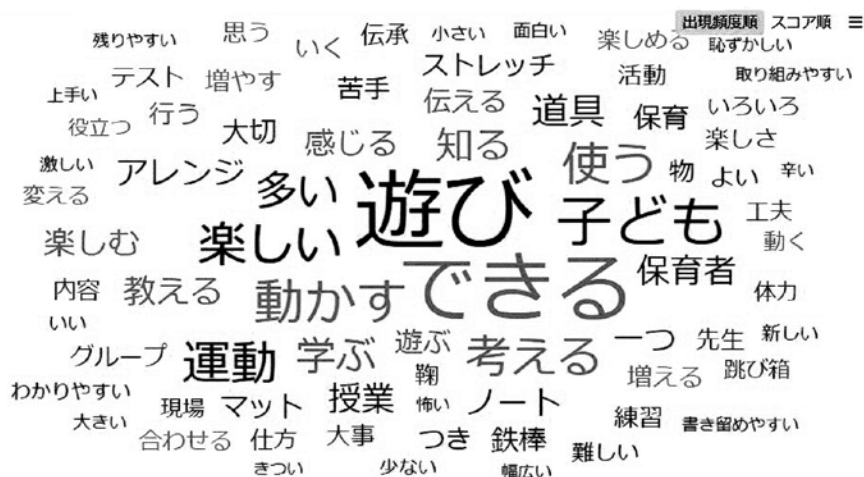 出現頻度順 スコア順
残りやすい 思う いく 伝承 小さい 面白い 楽しめる 恥ずかしい
テスト 増やす 苦手 ストレッチ 活動 取り組みやすい
上手い 行う 伝える 道具 保育 いろいろ
役立つ 大切 感じる 知る 使う 楽しさ
激しい アレンジ 多い 遊び 子ども 物 よい 辛い
変える 工夫
楽しむ 楽しい できる 保育者 動く
内容 教える 動かす 体力
いい 運動 学ぶ 遊ぶ 考える 一つ 先生 新しい
グループ 鞠 増える 跳び箱
わかりやすい 現場 マット 授業 怖い ノート 練習 書き留めやすい
大きい 合わせる 仕方 大事 つき 鉄棒 難しい
きつい 少ない 幅広い